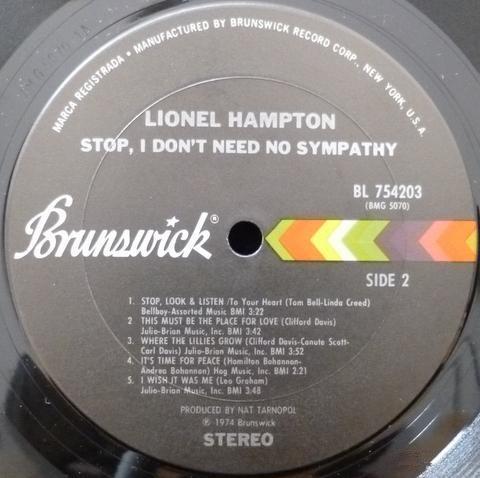 MARCA REGISTRADA • MANUFACTURED BY BRUNSWICK RECORD CORP., NEW YORK, U.S.A.
LIONEL HAMPTON
STOP, I DON'T NEED NO SYMPATHY
BL 754203
(BMG 5070)
Brunswick®
SIDE 2
1. STOP, LOOK & LISTEN /To Your Heart (Tom Bell-Linda Creed)
Bellboy-Assorted Music BMI 3:22
2 THIS MUST BE THE PLACE FOR LOVE (Clifford Davis)
Julio-Brian Music, Inc. BMI 3:42
3. WHERE THE LILLIES GROW (Clifford Davis-Canute Scott-
Carl Davis) Julio-Brian Music, Inc. BMI 3:52
4. IT'S TIME FOR PEACE (Hamilton Bohannan-
Andrea Bohannan) Hog Music, Inc. BMI 2:21
5. I WISH IT WAS ME (Leo Graham)
Julio-Brian Music, Inc. BMI 3:48
PRODUCED BY NAT TARNOPOL
℗ 1974 Brunswick
STEREO